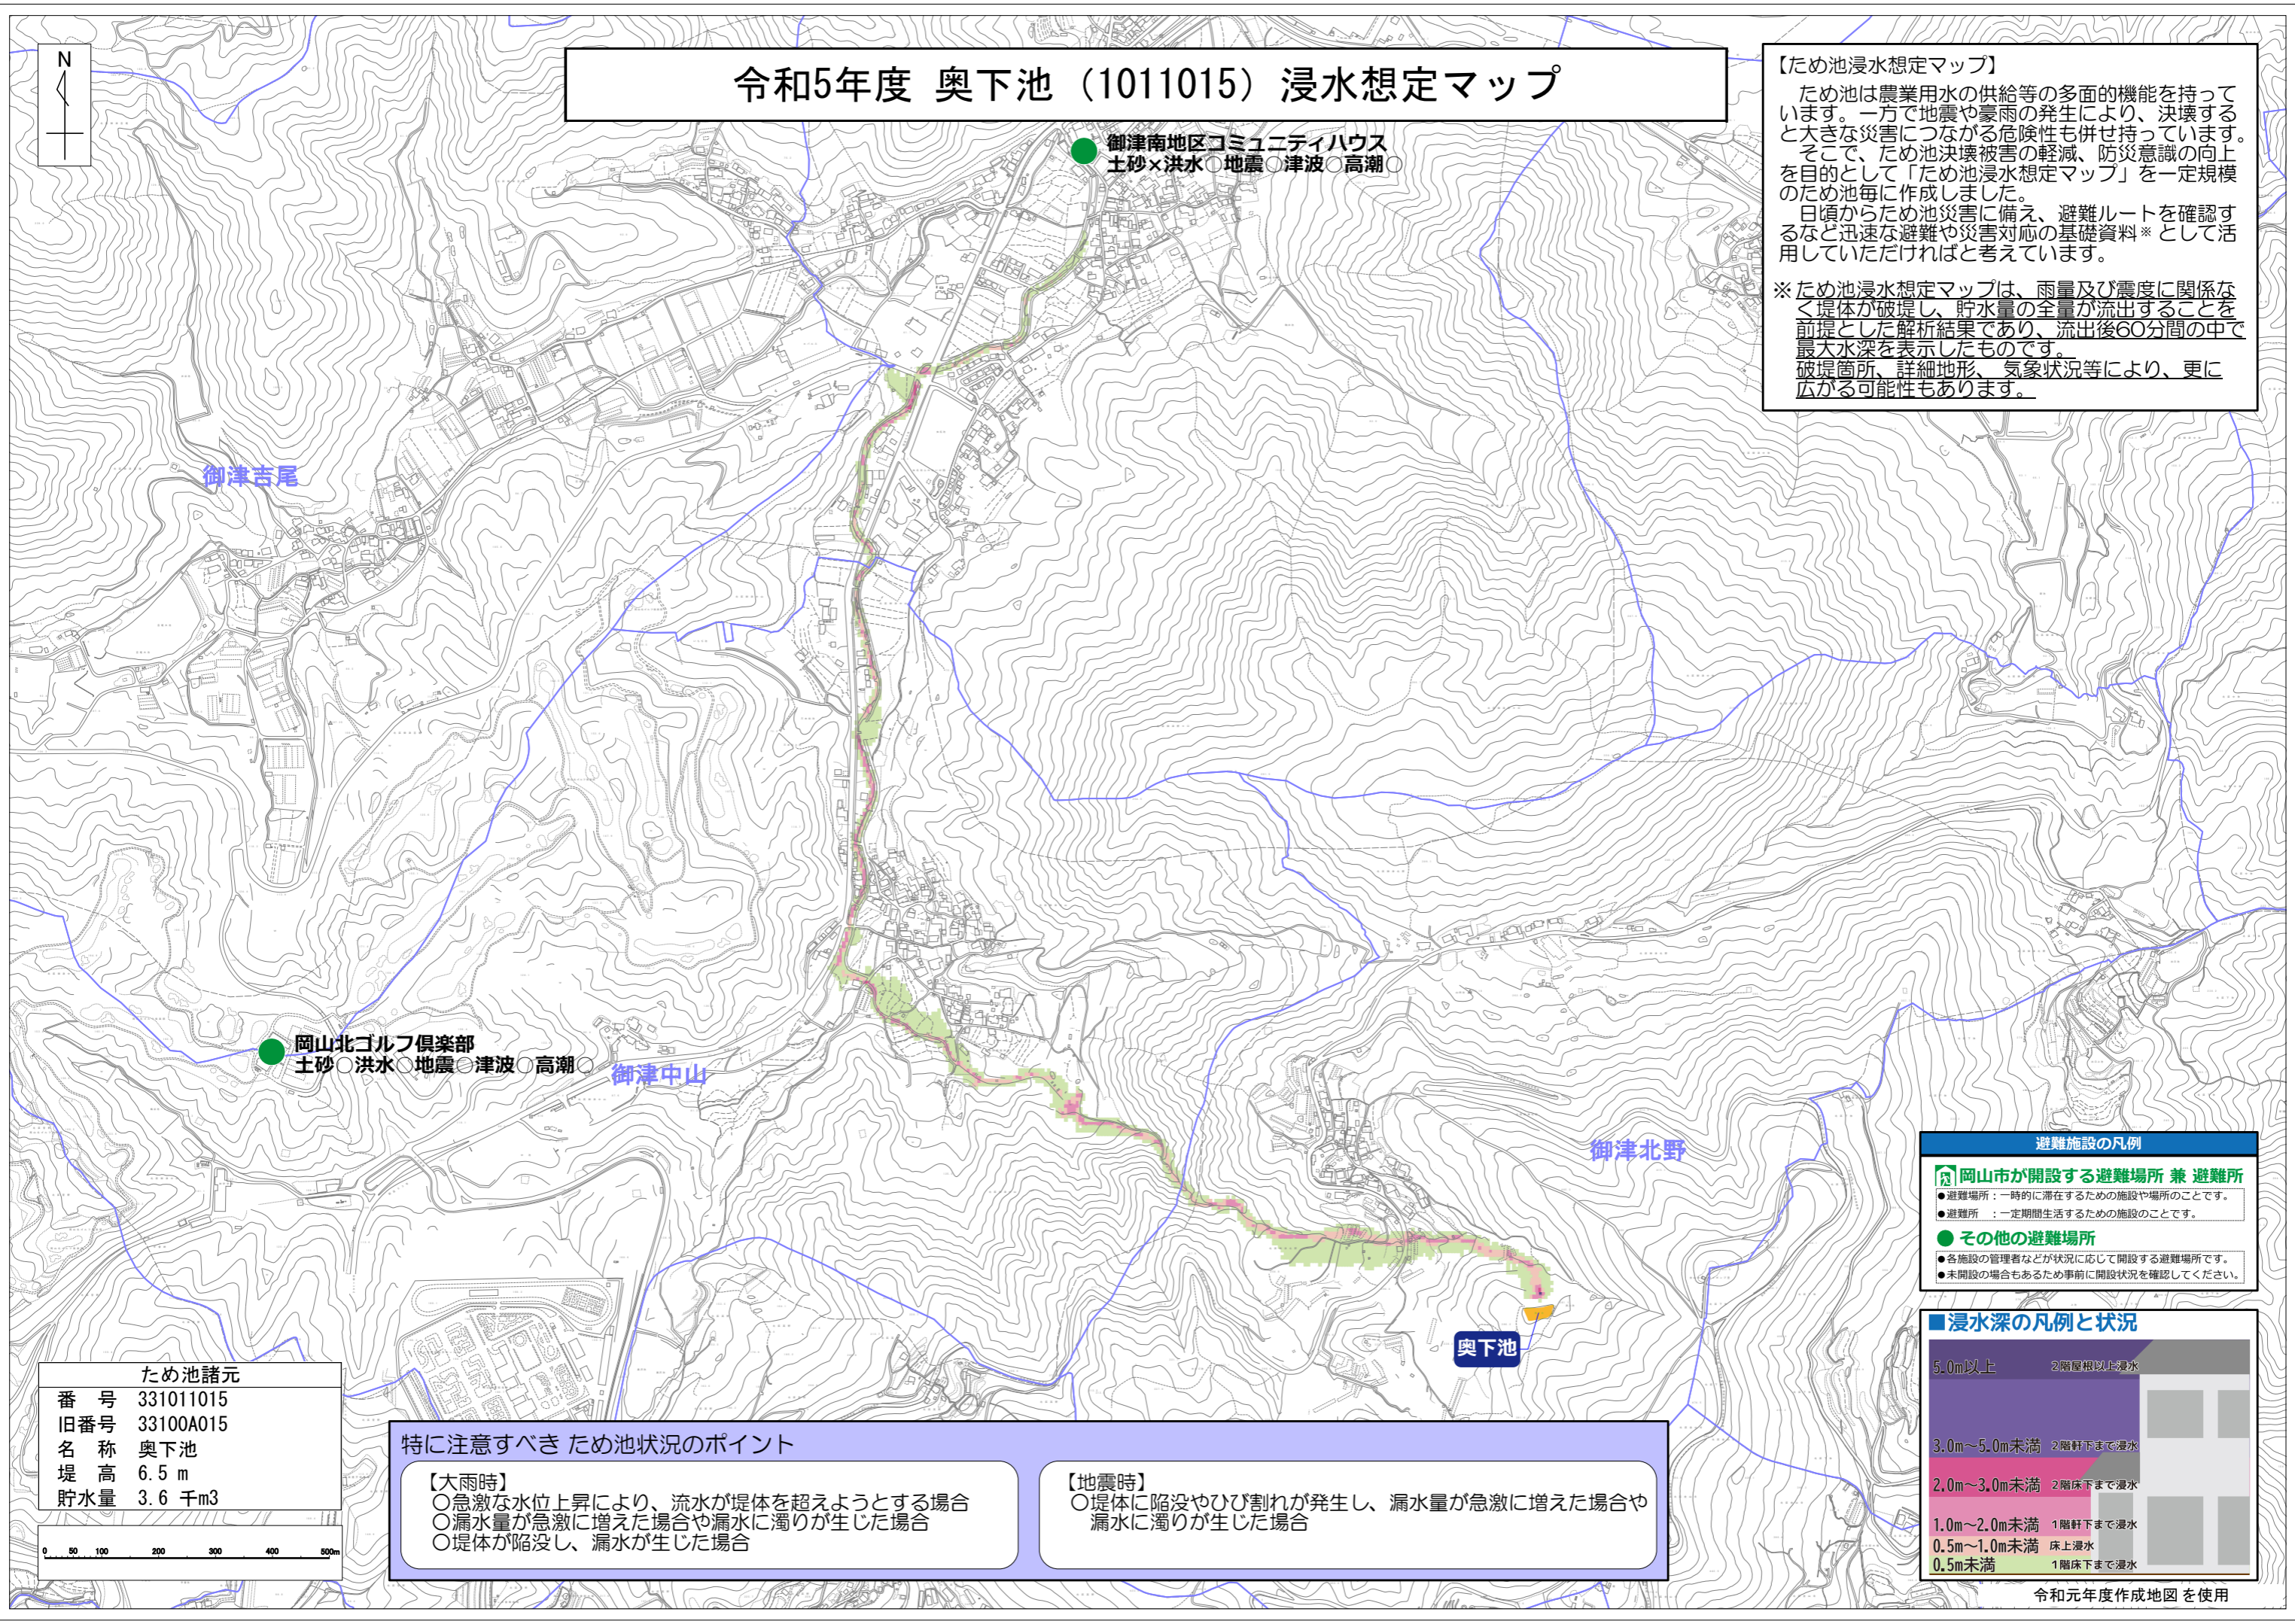 N
令和5年度 奥下池（1011015）浸水想定マップ
【ため池浸水想定マップ】
ため池は農業用水の供給等の多面的機能を持って
います。一方で地震や豪雨の発生により、決壊する
と大きな災害につながる危険性も併せ持っています。
そこで、ため池決壊被害の軽減、防災意識の向上
を目的として「ため池浸水想定マップ」を一定規模
のため池毎に作成しました。
日頃からため池災害に備え、避難ルートを確認す
るなど迅速な避難や災害対応の基礎資料※として活
用していただければと考えています。
※ため池浸水想定マップは、雨量及び震度に関係な
く堤体が破堤し、貯水量の全量が流出することを
前提とした解析結果であり、流出後60分間の中で
最大水深を表示したものです。
破堤箇所、詳細地形、気象状況等により、更に
広がる可能性もあります。
御津南地区コミュニティハウス
土砂×洪水○地震○津波○高潮○
御津吉尾
岡山北ゴルフ倶楽部
土砂○洪水○地震○津波○高潮○
御津中山
御津北野
奥下池
避難施設の凡例
岡山市が開設する避難場所 兼 避難所
●避難場所：一時的に滞在するための施設や場所のことです。
●避難所　：一定期間生活するための施設のことです。
● その他の避難場所
●各施設の管理者などが状況に応じて開設する避難場所です。
●未開設の場合もあるため事前に開設状況を確認してください。
■浸水深の凡例と状況
5.0m以上 2階屋根以上浸水
3.0m～5.0m未満 2階軒下まで浸水
2.0m～3.0m未満 2階床下まで浸水
1.0m～2.0m未満 1階軒下まで浸水
0.5m～1.0m未満 床上浸水
0.5m未満 1階床下まで浸水
令和元年度作成地図を使用
ため池諸元
番　号 331011015
旧番号 33100A015
名　称 奥下池
堤　高 6.5 m
貯水量 3.6 千m3
0 50 100 200 300 400 500m
特に注意すべき ため池状況のポイント
【大雨時】
○急激な水位上昇により、流水が堤体を超えようとする場合
○漏水量が急激に増えた場合や漏水に濁りが生じた場合
○堤体が陥没し、漏水が生じた場合
【地震時】
○堤体に陥没やひび割れが発生し、漏水量が急激に増えた場合や
漏水に濁りが生じた場合